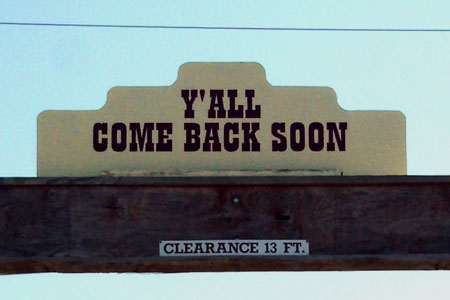 Y'ALL
COME BACK SOON
CLEARANCE 13 FT.